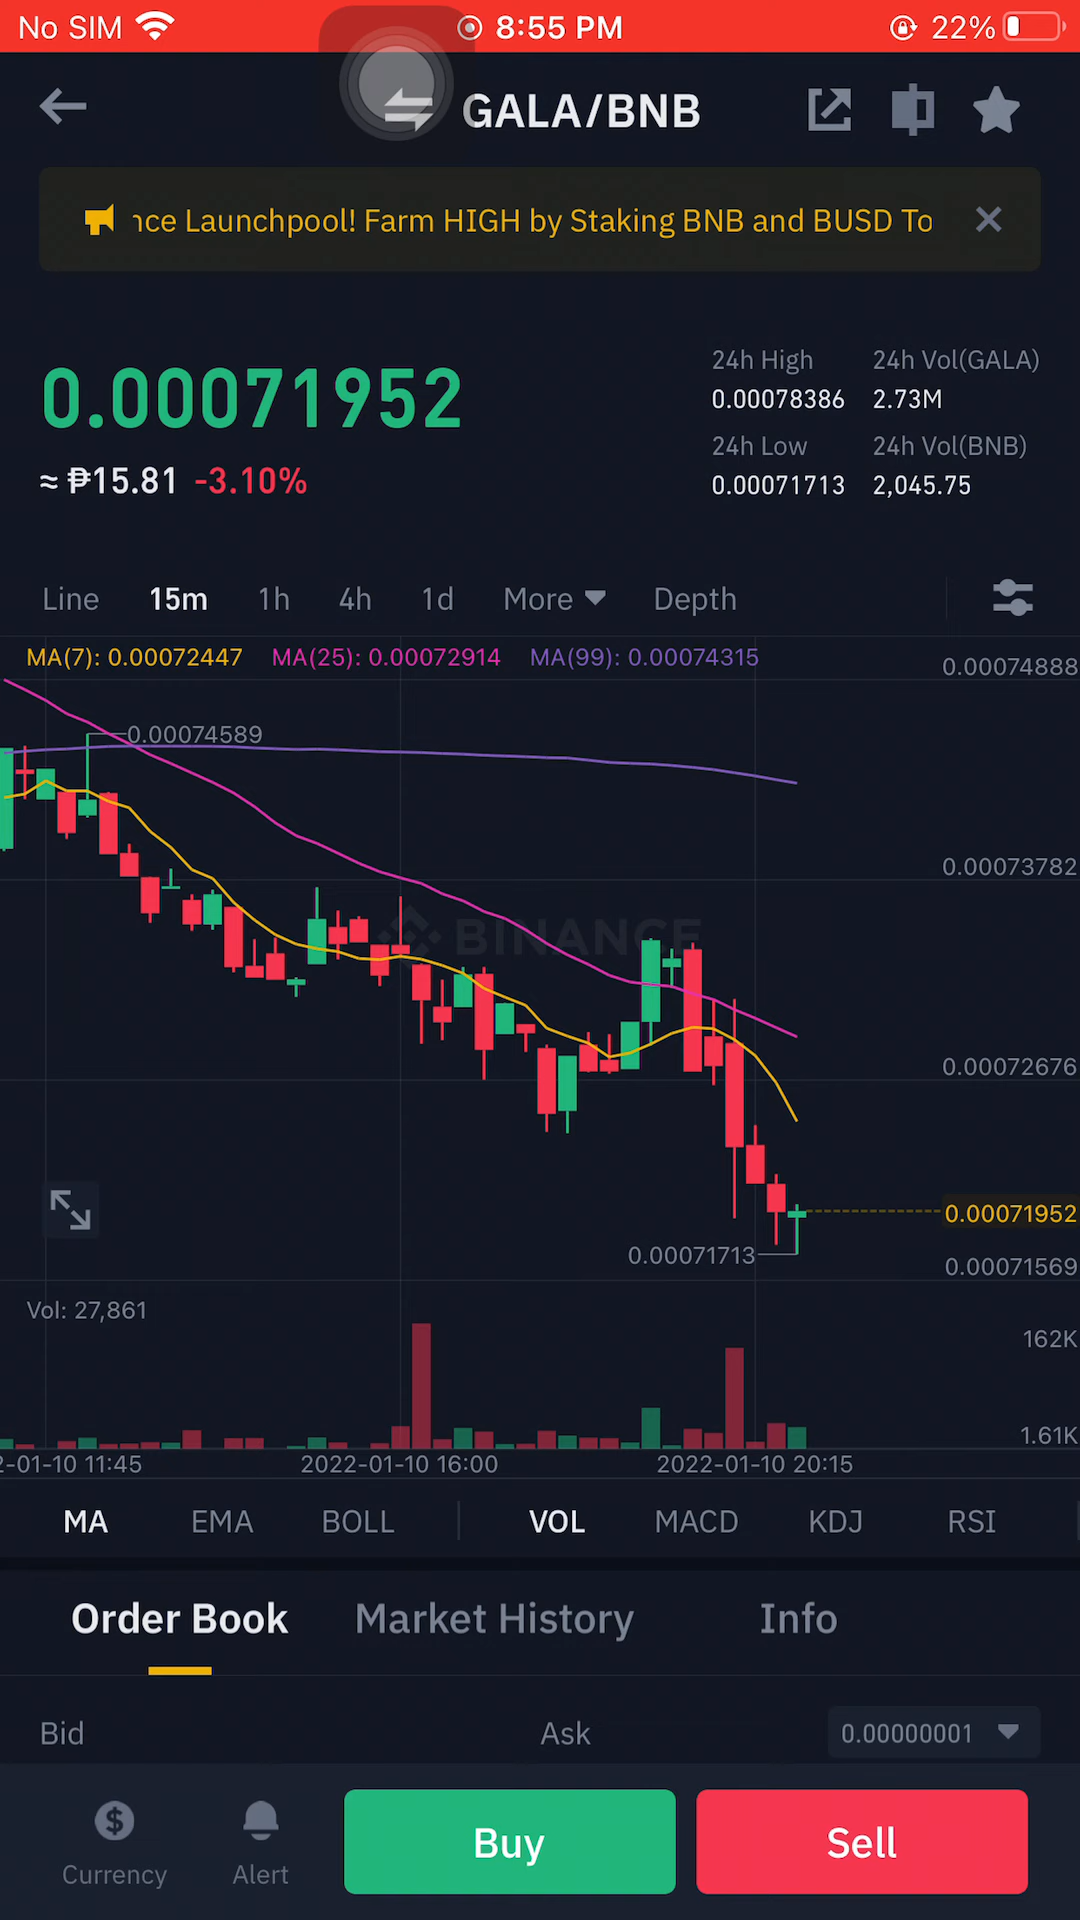 No SIM 8:55 PM 22%
GALA/BNB
nce Launchpool! Farm HIGH by Staking BNB and BUSD To
0.00071952
≈ ₱15.81 -3.10%
24h High 24h Vol(GALA)
0.00078386 2.73M
24h Low 24h Vol(BNB)
0.00071713 2,045.75
Line 15m 1h 4h 1d More Depth
MA(7): 0.00072447 MA(25): 0.00072914 MA(99): 0.00074315
0.00074888
0.00074589
0.00073782
BINANCE
0.00072676
0.00071952
0.00071713
0.00071569
Vol: 27,861
162K
1.61K
2-01-10 11:45 2022-01-10 16:00 2022-01-10 20:15
MA EMA BOLL VOL MACD KDJ RSI
Order Book Market History Info
Bid Ask 0.00000001
Currency Alert Buy Sell